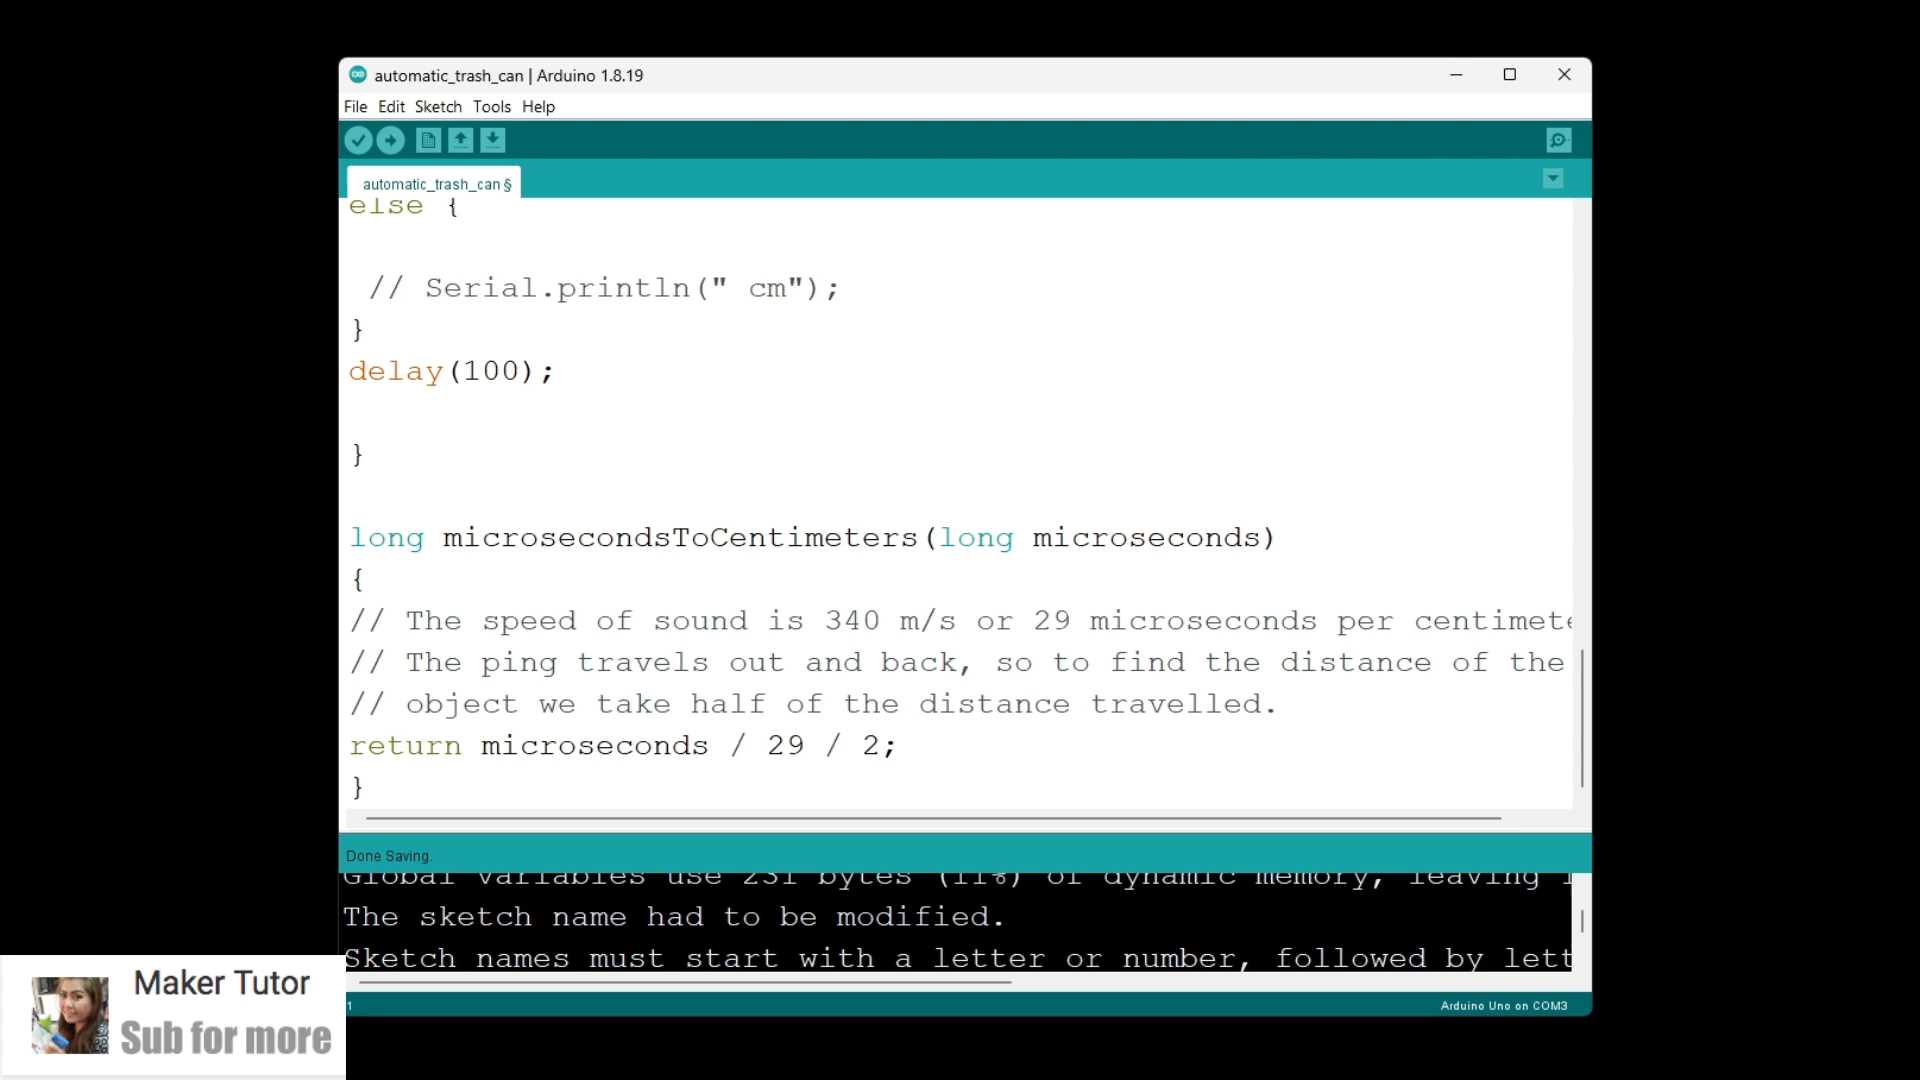 automatic_trash_can | Arduino 1.8.19
File Edit Sketch Tools Help
automatic_trash_can §
else {
// Serial.println(" cm");
}
delay(100);
}
long microsecondsToCentimeters(long microseconds)
{
// The speed of sound is 340 m/s or 29 microseconds per centimete
// The ping travels out and back, so to find the distance of the
// object we take half of the distance travelled.
return microseconds / 29 / 2;
}
Done Saving.
Global variables use 231 bytes (11%) of dynamic memory, leaving
The sketch name had to be modified.
Sketch names must start with a letter or number, followed by lett
1
Arduino Uno on COM3
Maker Tutor
Sub for more